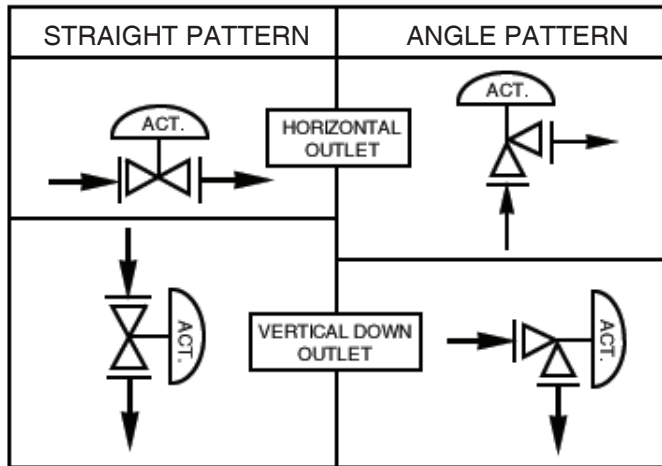 STRAIGHT PATTERN
ANGLE PATTERN
ACT.
HORIZONTAL
OUTLET
ACT.
ACT.
VERTICAL DOWN
OUTLET
ACT.